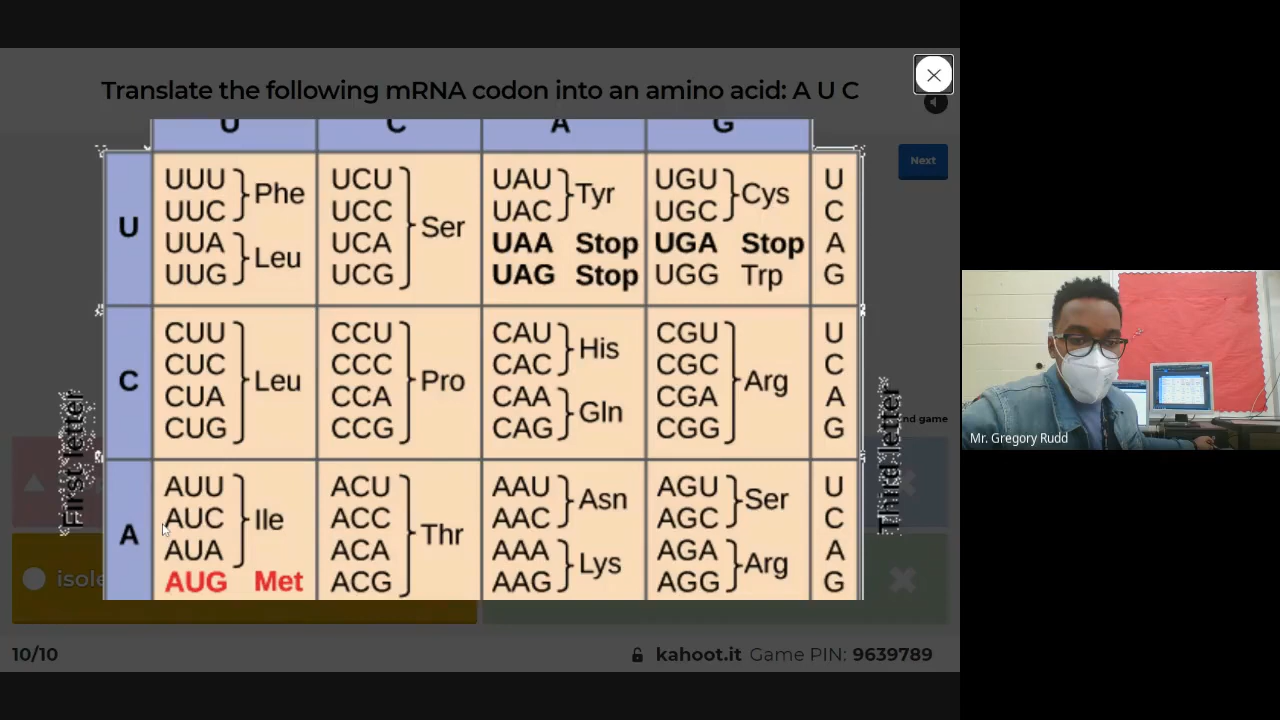 Translate the following mRNA codon into an amino acid: A U C
Next
U C A G
U
UUU
UUC
Phe
UUA
UUG
Leu
UCU
UCC
UCA
UCG
Ser
UAU
UAC
Tyr
UAA Stop
UAG Stop
UGU
UGC
Cys
UGA Stop
UGG Trp
U
C
A
G
C
CUU
CUC
CUA
CUG
Leu
CCU
CCC
CCA
CCG
Pro
CAU
CAC
His
CAA
CAG
Gln
CGU
CGC
CGA
CGG
Arg
U
C
A
G
A
AUU
AUC
AUA
Ile
AUG Met
ACU
ACC
ACA
ACG
Thr
AAU
AAC
Asn
AAA
AAG
Lys
AGU
AGC
Ser
AGA
AGG
Arg
U
C
A
G
First letter
Third letter
game
Mr. Gregory Rudd
10/10
kahoot.it Game PIN: 9639789